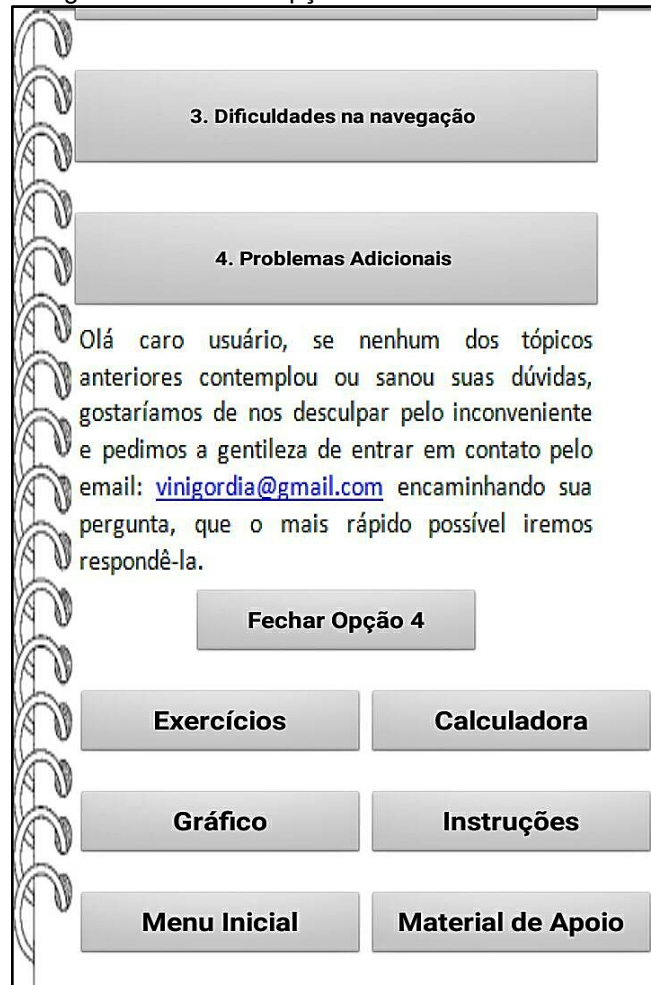 3. Dificuldades na navegação
4. Problemas Adicionais
Olá caro usuário, se nenhum dos tópicos
anteriores contemplou ou sanou suas dúvidas,
gostaríamos de nos desculpar pelo inconveniente
e pedimos a gentileza de entrar em contato pelo
email: vinigordia@gmail.com encaminhando sua
pergunta, que o mais rápido possível iremos
respondê-la.
Fechar Opção 4
Exercícios Calculadora
Gráfico Instruções
Menu Inicial Material de Apoio